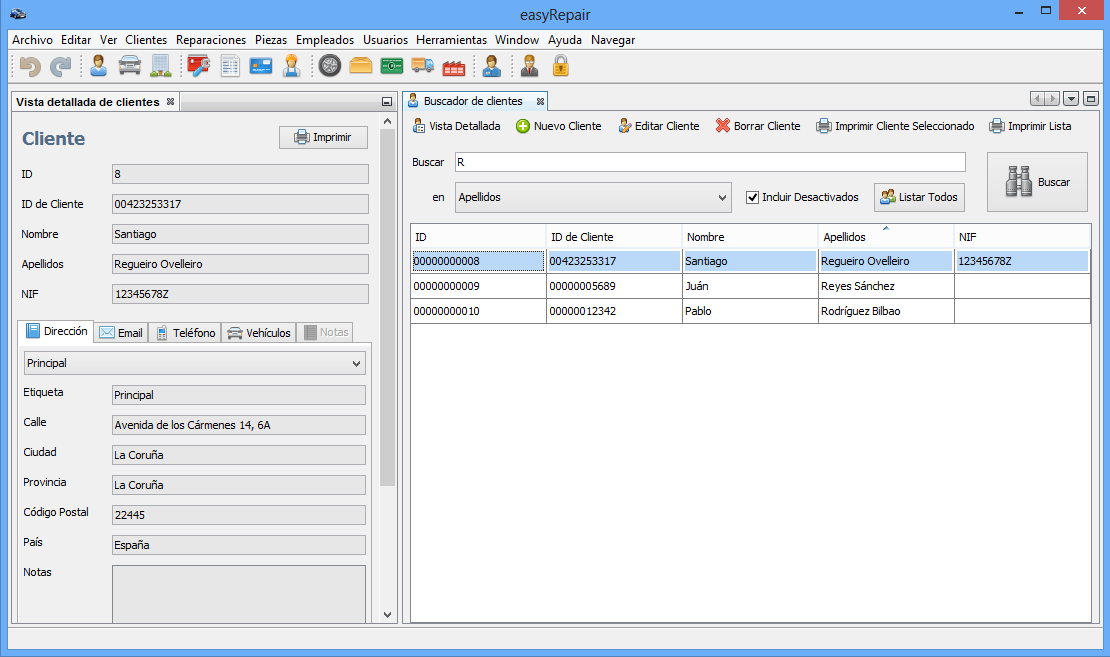 easyRepair
Archivo Editar Ver Clientes Reparaciones Piezas Empleados Usuarios Herramientas Window Ayuda Navegar
Vista detallada de clientes
Cliente
Imprimir
ID 8
ID de Cliente 00423253317
Nombre Santiago
Apellidos Regueiro Ovelleiro
NIF 12345678Z
Dirección Email Teléfono Vehículos Notas
Principal
Etiqueta Principal
Calle Avenida de los Cármenes 14, 6A
Ciudad La Coruña
Provincia La Coruña
Código Postal 22445
País España
Notas
Buscador de clientes
Vista Detallada Nuevo Cliente Editar Cliente Borrar Cliente Imprimir Cliente Seleccionado Imprimir Lista
Buscar R
en Apellidos Incluir Desactivados Listar Todos
Buscar
ID ID de Cliente Nombre Apellidos NIF
00000000008 00423253317 Santiago Regueiro Ovelleiro 12345678Z
00000000009 00000005689 Juán Reyes Sánchez
00000000010 00000012342 Pablo Rodríguez Bilbao